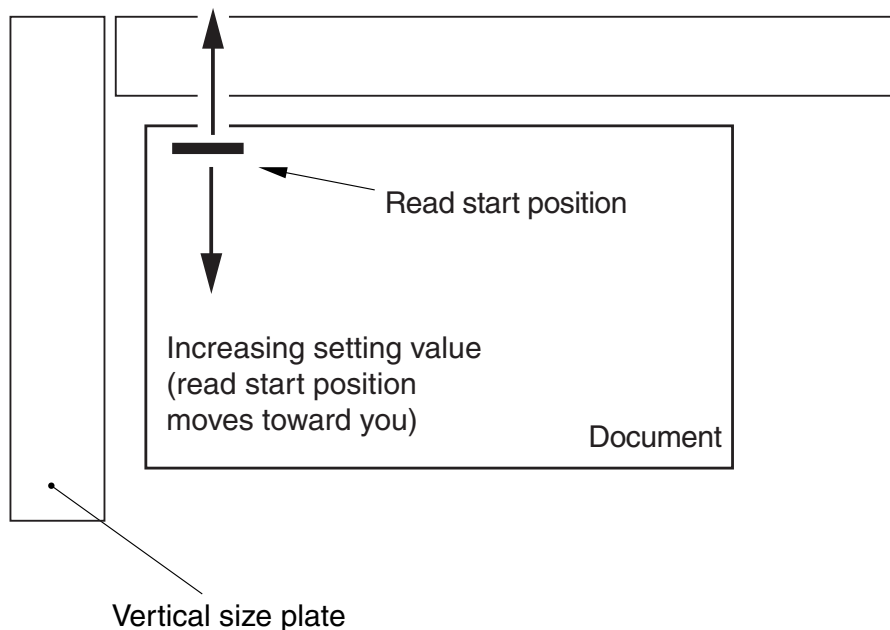 Read start position
Increasing setting value
(read start position
moves toward you)
Document
Vertical size plate